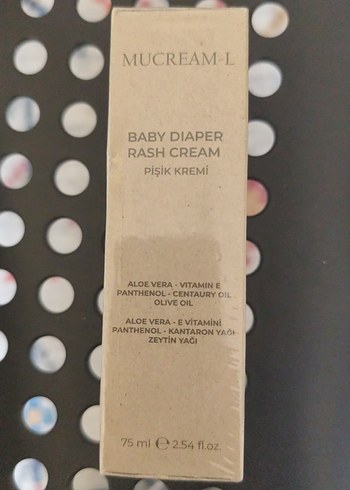 MUCREAM-L
BABY DIAPER
RASH CREAM
PİŞİK KREMİ
ALOE VERA - VITAMIN E
PANTHENOL - CENTAURY OIL
OLIVE OIL
ALOE VERA - E VİTAMİNİ
PANTHENOL - KANTARON YAĞI
ZEYTİN YAĞI
75 ml ℮ 2.54 fl.oz.